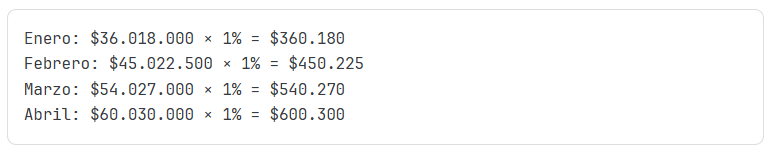 Enero: $36.018.000 × 1% = $360.180
Febrero: $45.022.500 × 1% = $450.225
Marzo: $54.027.000 × 1% = $540.270
Abril: $60.030.000 × 1% = $600.300